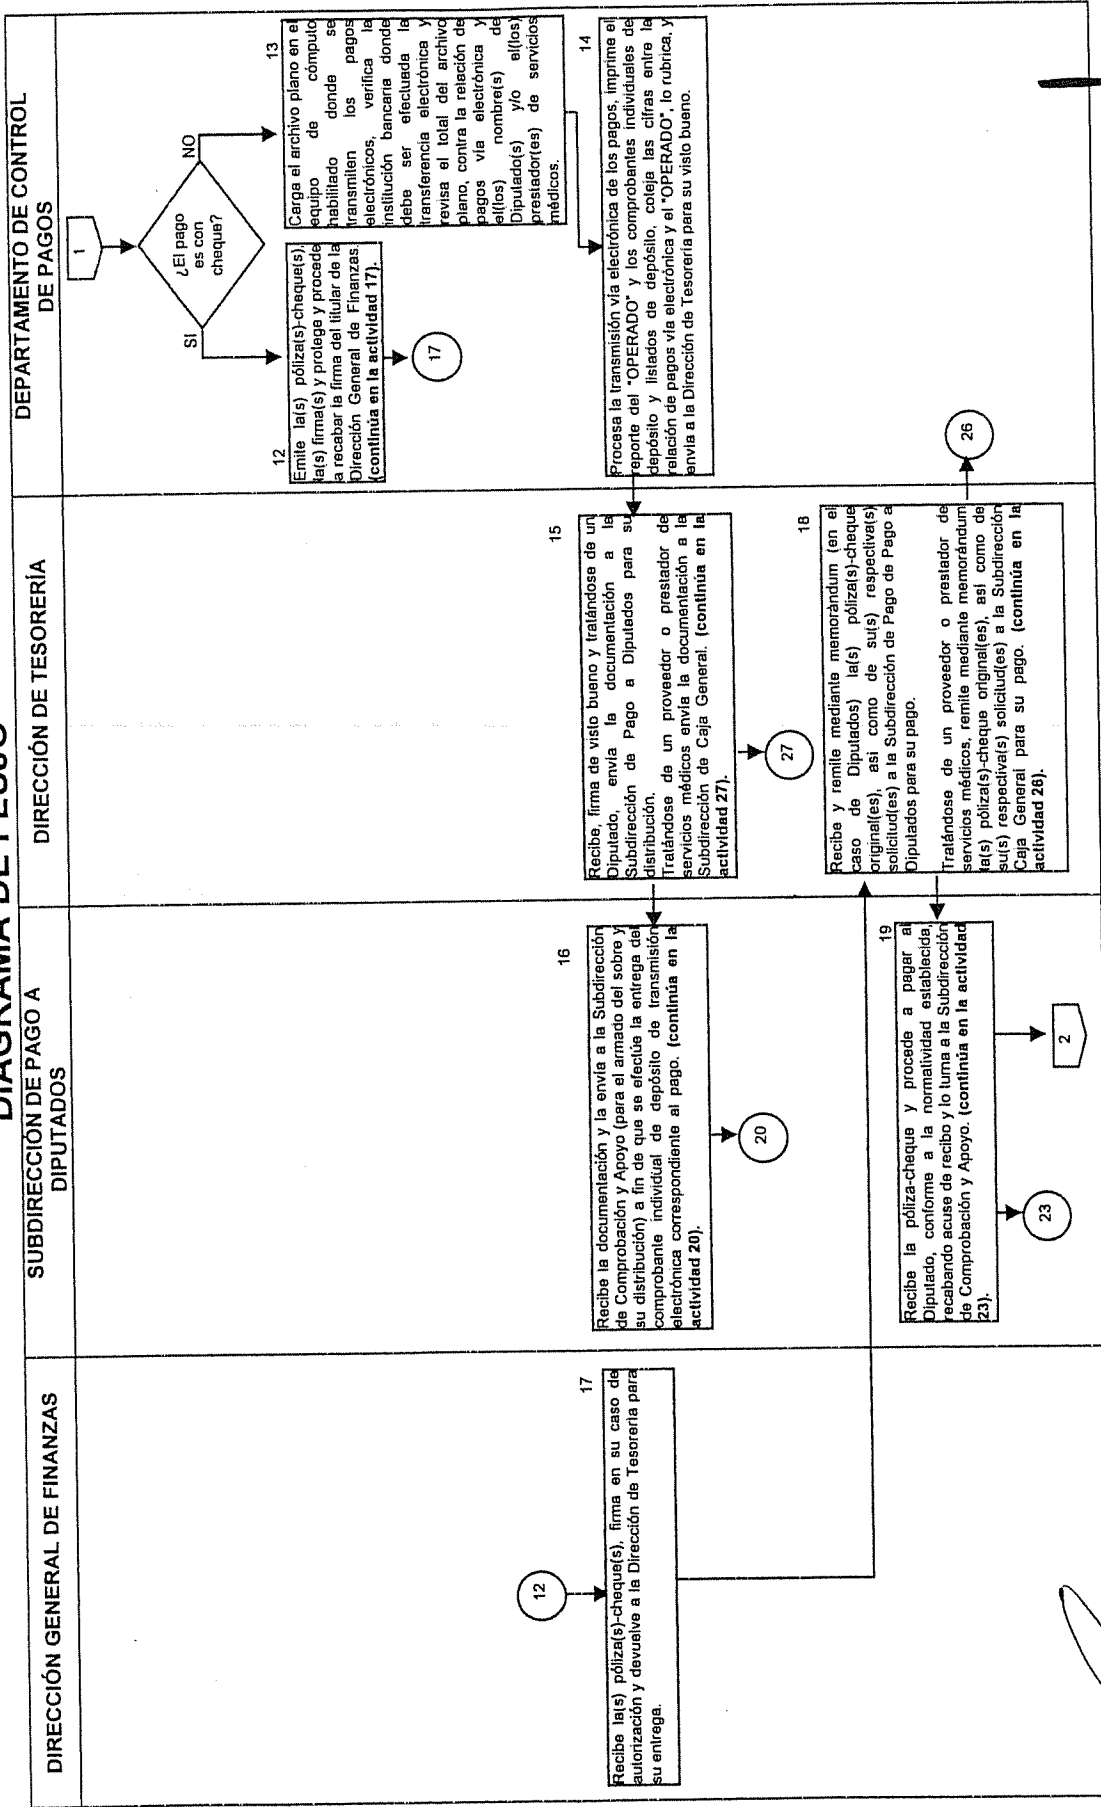 DIAGRAMA DE FLUJO
DIRECCIÓN GENERAL DE FINANZAS
SUBDIRECCIÓN DE PAGO A
DIPUTADOS
DIRECCIÓN DE TESORERÍA
DEPARTAMENTO DE CONTROL
DE PAGOS
1
¿El pago
es con
cheque?
SI
NO
12
Emite la(s) póliza(s)-cheque(s),
la(s) firma(s) y protege y procede
a recabar la firma del titular de la
Dirección General de Finanzas.
(continúa en la actividad 17).
17
13
Carga el archivo plano en el
equipo de cómputo
habilitado donde se
transmiten los pagos
electrónicos, verifica la
institución bancaria donde
debe ser efectuada la
transferencia electrónica y
revisa el total del archivo
plano, contra la relación de
pagos vía electrónica y
el(los) nombre(s) de
Diputado(s) y/o el(los)
prestador(es) de servicios
médicos.
14
Procesa la transmisión vía electrónica de los pagos, imprime el
reporte del "OPERADO" y los comprobantes individuales de
depósito y listados de depósito, coteja las cifras entre la
relación de pagos vía electrónica y el "OPERADO", lo rubrica, y
envía a la Dirección de Tesorería para su visto bueno.
15
Recibe, firma de visto bueno y tratándose de un
Diputado, envía la documentación a la
Subdirección de Pago a Diputados para su
distribución.
Tratándose de un proveedor o prestador de
servicios médicos envía la documentación a la
Subdirección de Caja General. (continúa en la
actividad 27).
27
16
Recibe la documentación y la envía a la Subdirección
de Comprobación y Apoyo (para el armado del sobre y
su distribución) a fin de que se efectúe la entrega del
comprobante individual de depósito de transmisión
electrónica correspondiente al pago. (continúa en la
actividad 20).
20
12
17
Recibe la(s) póliza(s)-cheque(s), firma en su caso de
autorización y devuelve a la Dirección de Tesorería para
su entrega.
18
Recibe y remite mediante memorándum (en el
caso de Diputados) la(s) póliza(s)-cheque
original(es), así como de su(s) respectiva(s)
solicitud(es) a la Subdirección de Pago de Pago a
Diputados para su pago.
Tratándose de un proveedor o prestador de
servicios médicos, remite mediante memorándum
la(s) póliza(s)-cheque original(es), así como de
su(s) respectiva(s) solicitud(es) a la Subdirección
Caja General para su pago. (continúa en la
actividad 26).
26
19
Recibe la póliza-cheque y procede a pagar al
Diputado, conforme a la normatividad establecida,
recabando acuse de recibo y lo turna a la Subdirección
de Comprobación y Apoyo. (continúa en la actividad
23).
23
2